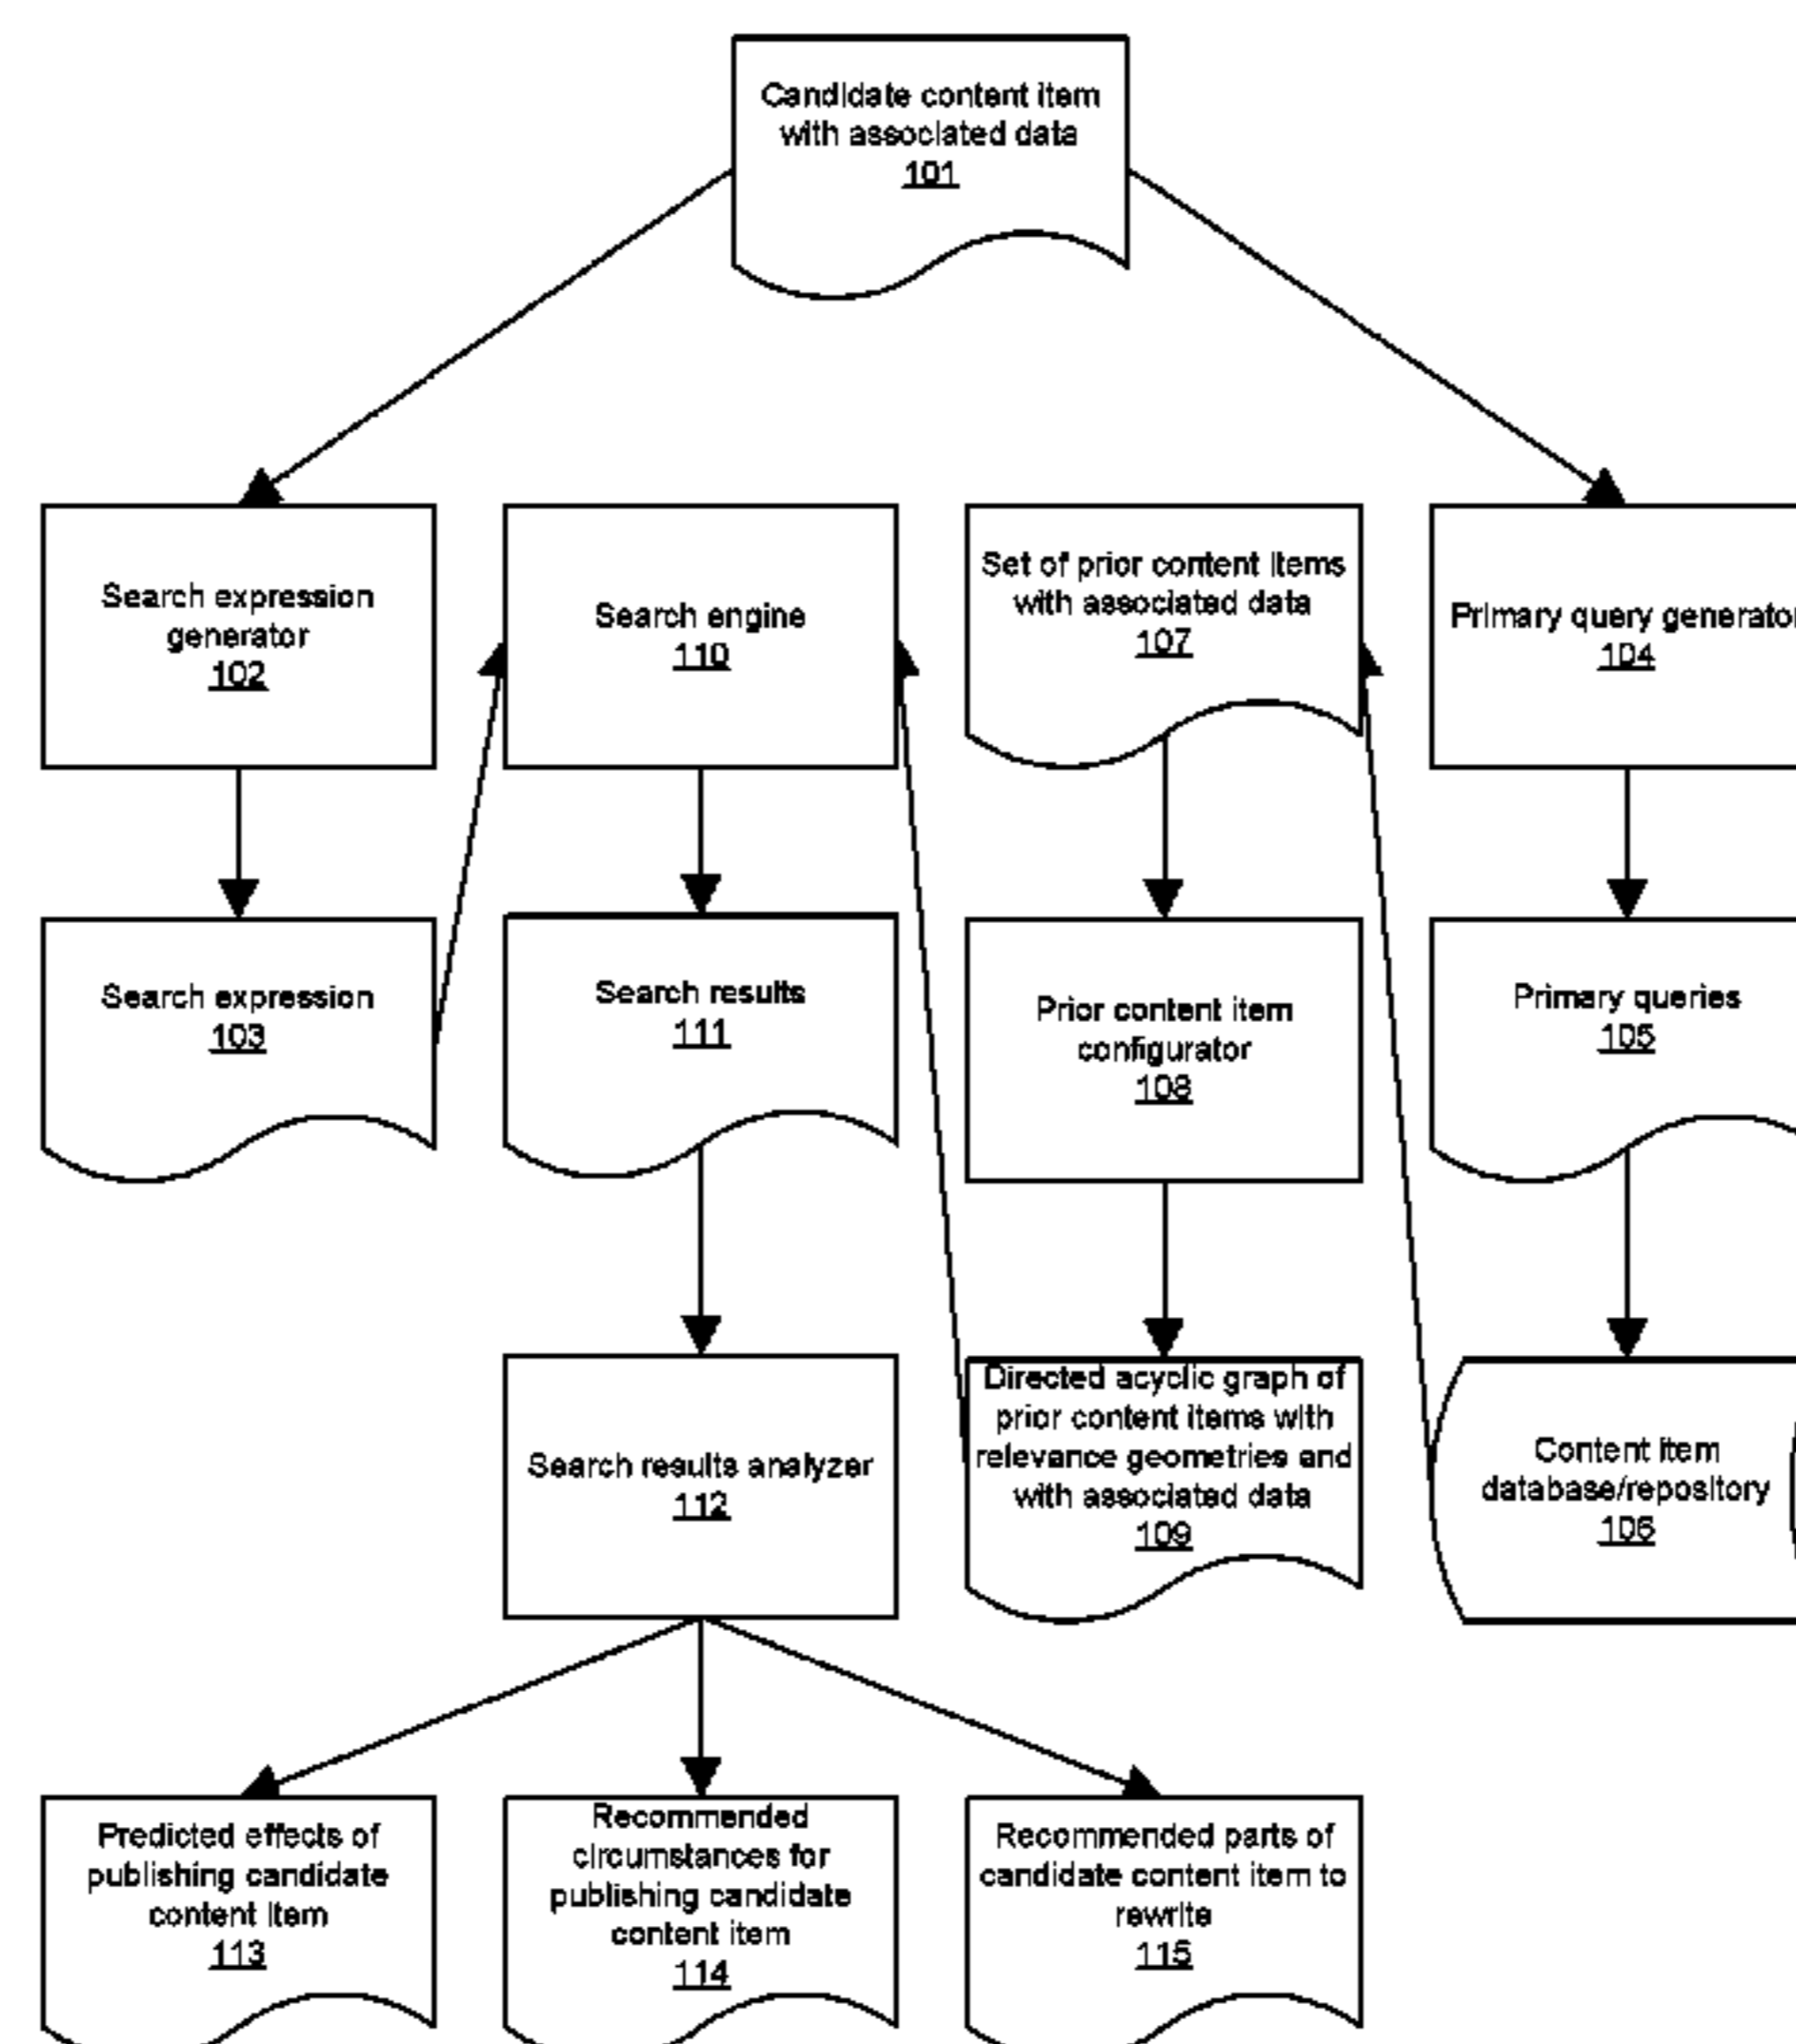 Candidate content item
with associated data
101
Search expression
generator
102
Search engine
110
Set of prior content items
with associated data
107
Primary query generator
104
Search expression
103
Search results
111
Prior content item
configurator
108
Primary queries
105
Search results analyzer
112
Directed acyclic graph of
prior content items with
relevance geometries and
with associated data
109
Content item
database/repository
106
Predicted effects of
publishing candidate
content item
113
Recommended
circumstances for
publishing candidate
content item
114
Recommended parts of
candidate content item to
rewrite
115